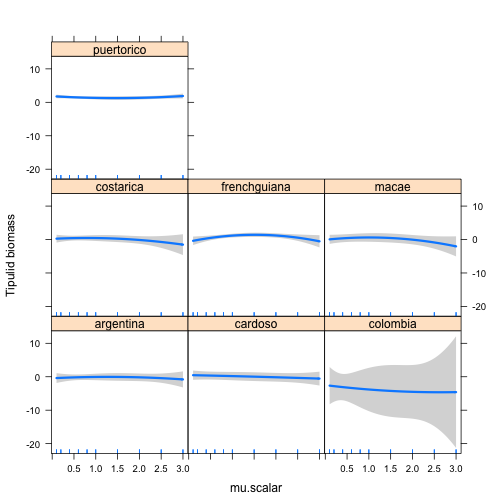 puertorico
10
0
-10
-20
costarica frenchguiana macae
10
0
-10
-20
Tipulid biomass
argentina cardoso colombia
10
0
-10
-20
0.5 1.0 1.5 2.0 2.5 3.0 0.5 1.0 1.5 2.0 2.5 3.0
mu.scalar